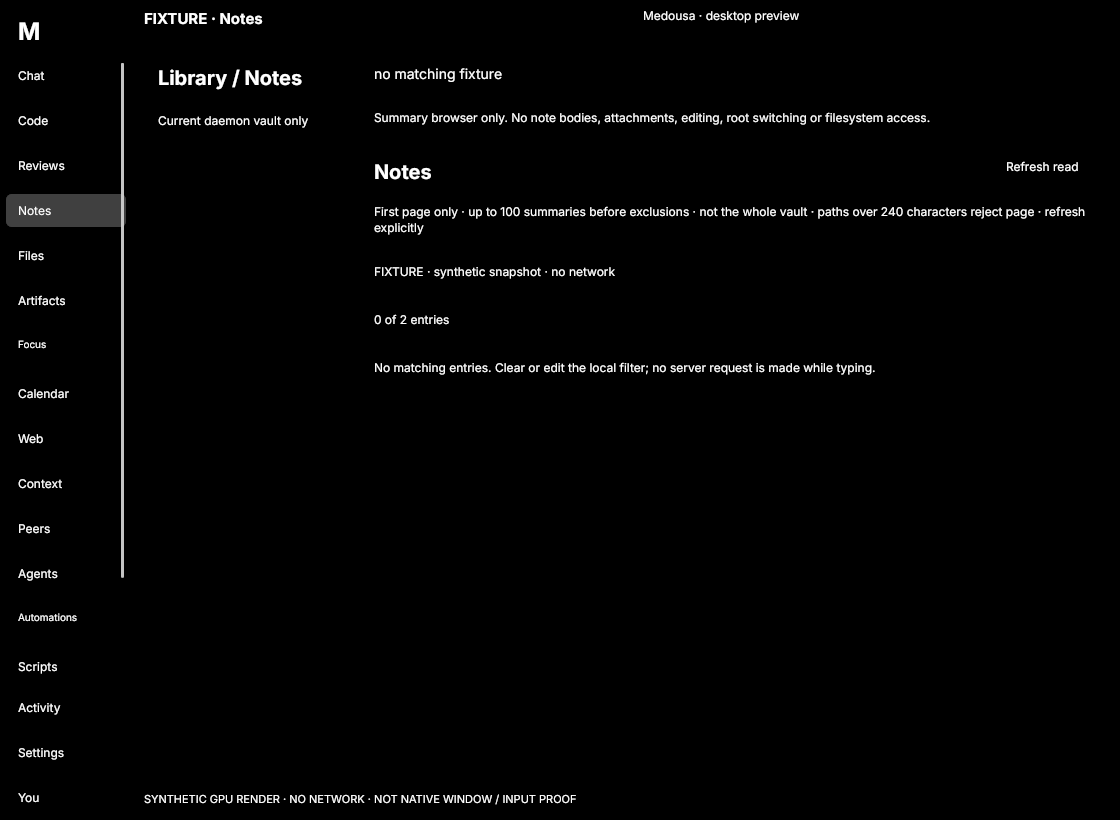 M
FIXTURE · Notes
Medousa · desktop preview
Chat
Code
Reviews
Notes
Files
Artifacts
Focus
Calendar
Web
Context
Peers
Agents
Automations
Scripts
Activity
Settings
You
Library / Notes
Current daemon vault only
no matching fixture
Summary browser only. No note bodies, attachments, editing, root switching or filesystem access.
Notes
Refresh read
First page only · up to 100 summaries before exclusions · not the whole vault · paths over 240 characters reject page · refresh
explicitly
FIXTURE · synthetic snapshot · no network
0 of 2 entries
No matching entries. Clear or edit the local filter; no server request is made while typing.
SYNTHETIC GPU RENDER · NO NETWORK · NOT NATIVE WINDOW / INPUT PROOF